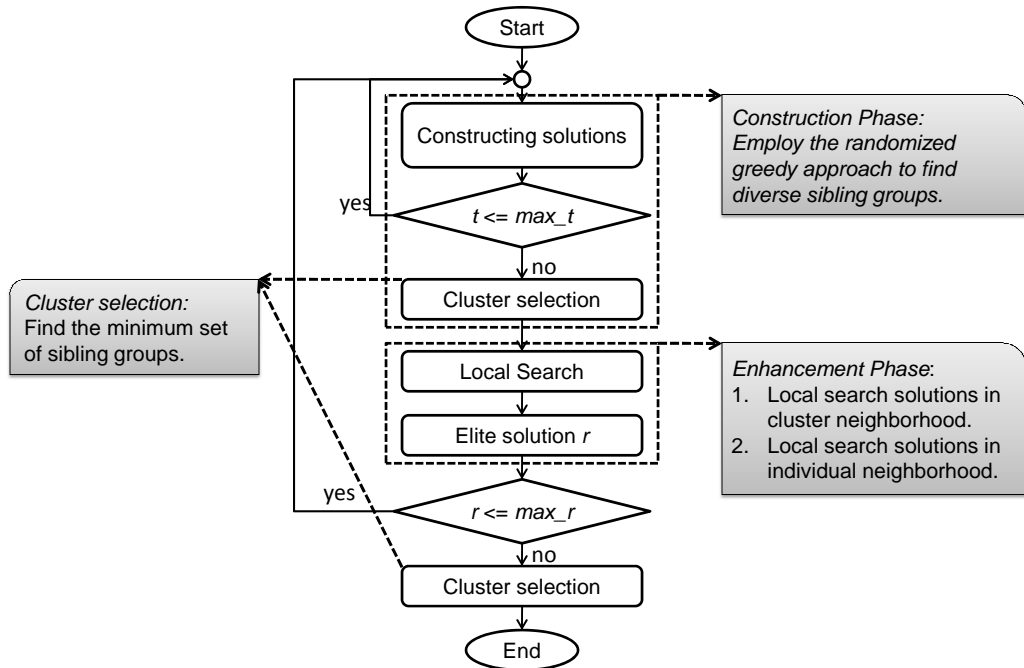 Start
Constructing solutions
Construction Phase:
Employ the randomized
greedy approach to find
diverse sibling groups.
yes
t <= max_t
no
Cluster selection
Cluster selection:
Find the minimum set
of sibling groups.
Local Search
Elite solution r
Enhancement Phase:
1. Local search solutions in
cluster neighborhood.
2. Local search solutions in
individual neighborhood.
yes
r <= max_r
no
Cluster selection
End